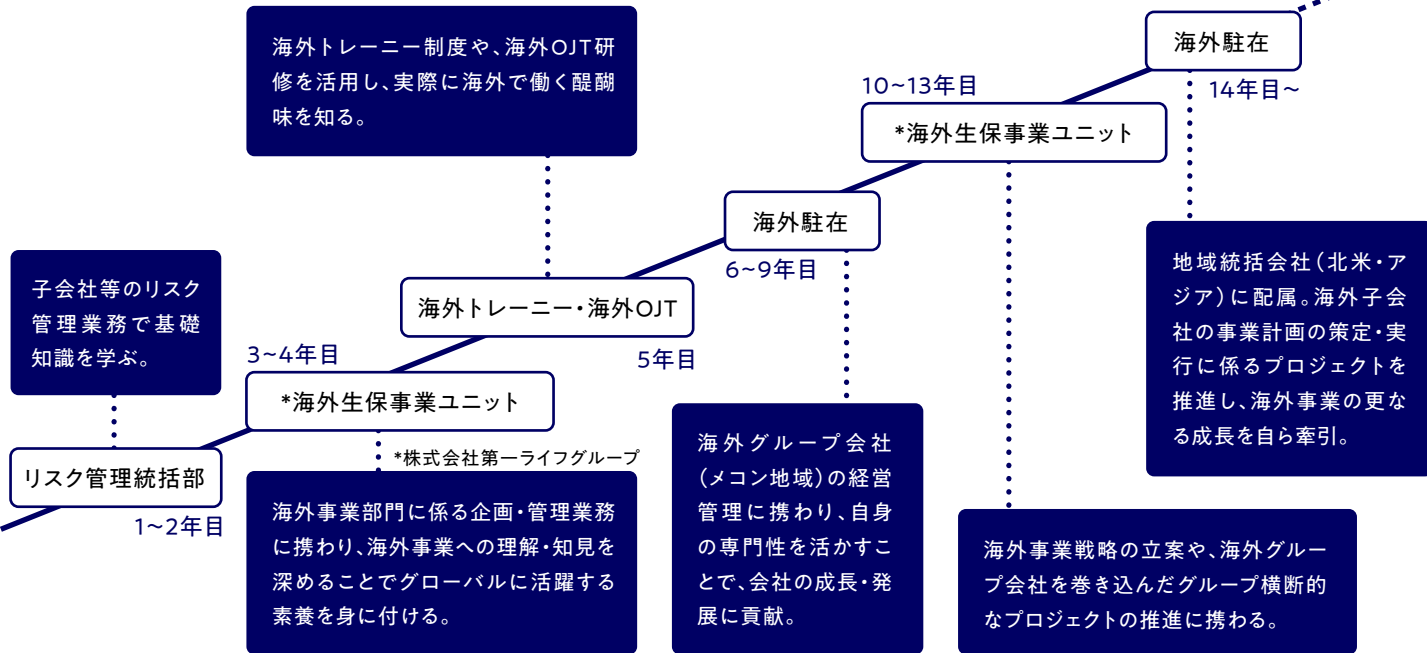 海外トレーニー制度や、海外OJT研
修を活用し、実際に海外で働く醍醐
味を知る。
海外駐在
14年目~
10~13年目
*海外生保事業ユニット
海外駐在
6~9年目
子会社等のリスク
管理業務で基礎
知識を学ぶ。
海外トレーニー・海外OJT
5年目
地域統括会社(北米・ア
ジア)に配属。海外子会
社の事業計画の策定・実
行に係るプロジェクトを
推進し、海外事業の更な
る成長を自ら牽引。
3~4年目
*海外生保事業ユニット
*株式会社第一ライフグループ
リスク管理統括部
1~2年目
海外事業部門に係る企画・管理業務
に携わり、海外事業への理解・知見を
深めることでグローバルに活躍する
素養を身に付ける。
海外グループ会社
(メコン地域)の経営
管理に携わり、自身
の専門性を活かすこ
とで、会社の成長・発
展に貢献。
海外事業戦略の立案や、海外グルー
プ会社を巻き込んだグループ横断的
なプロジェクトの推進に携わる。